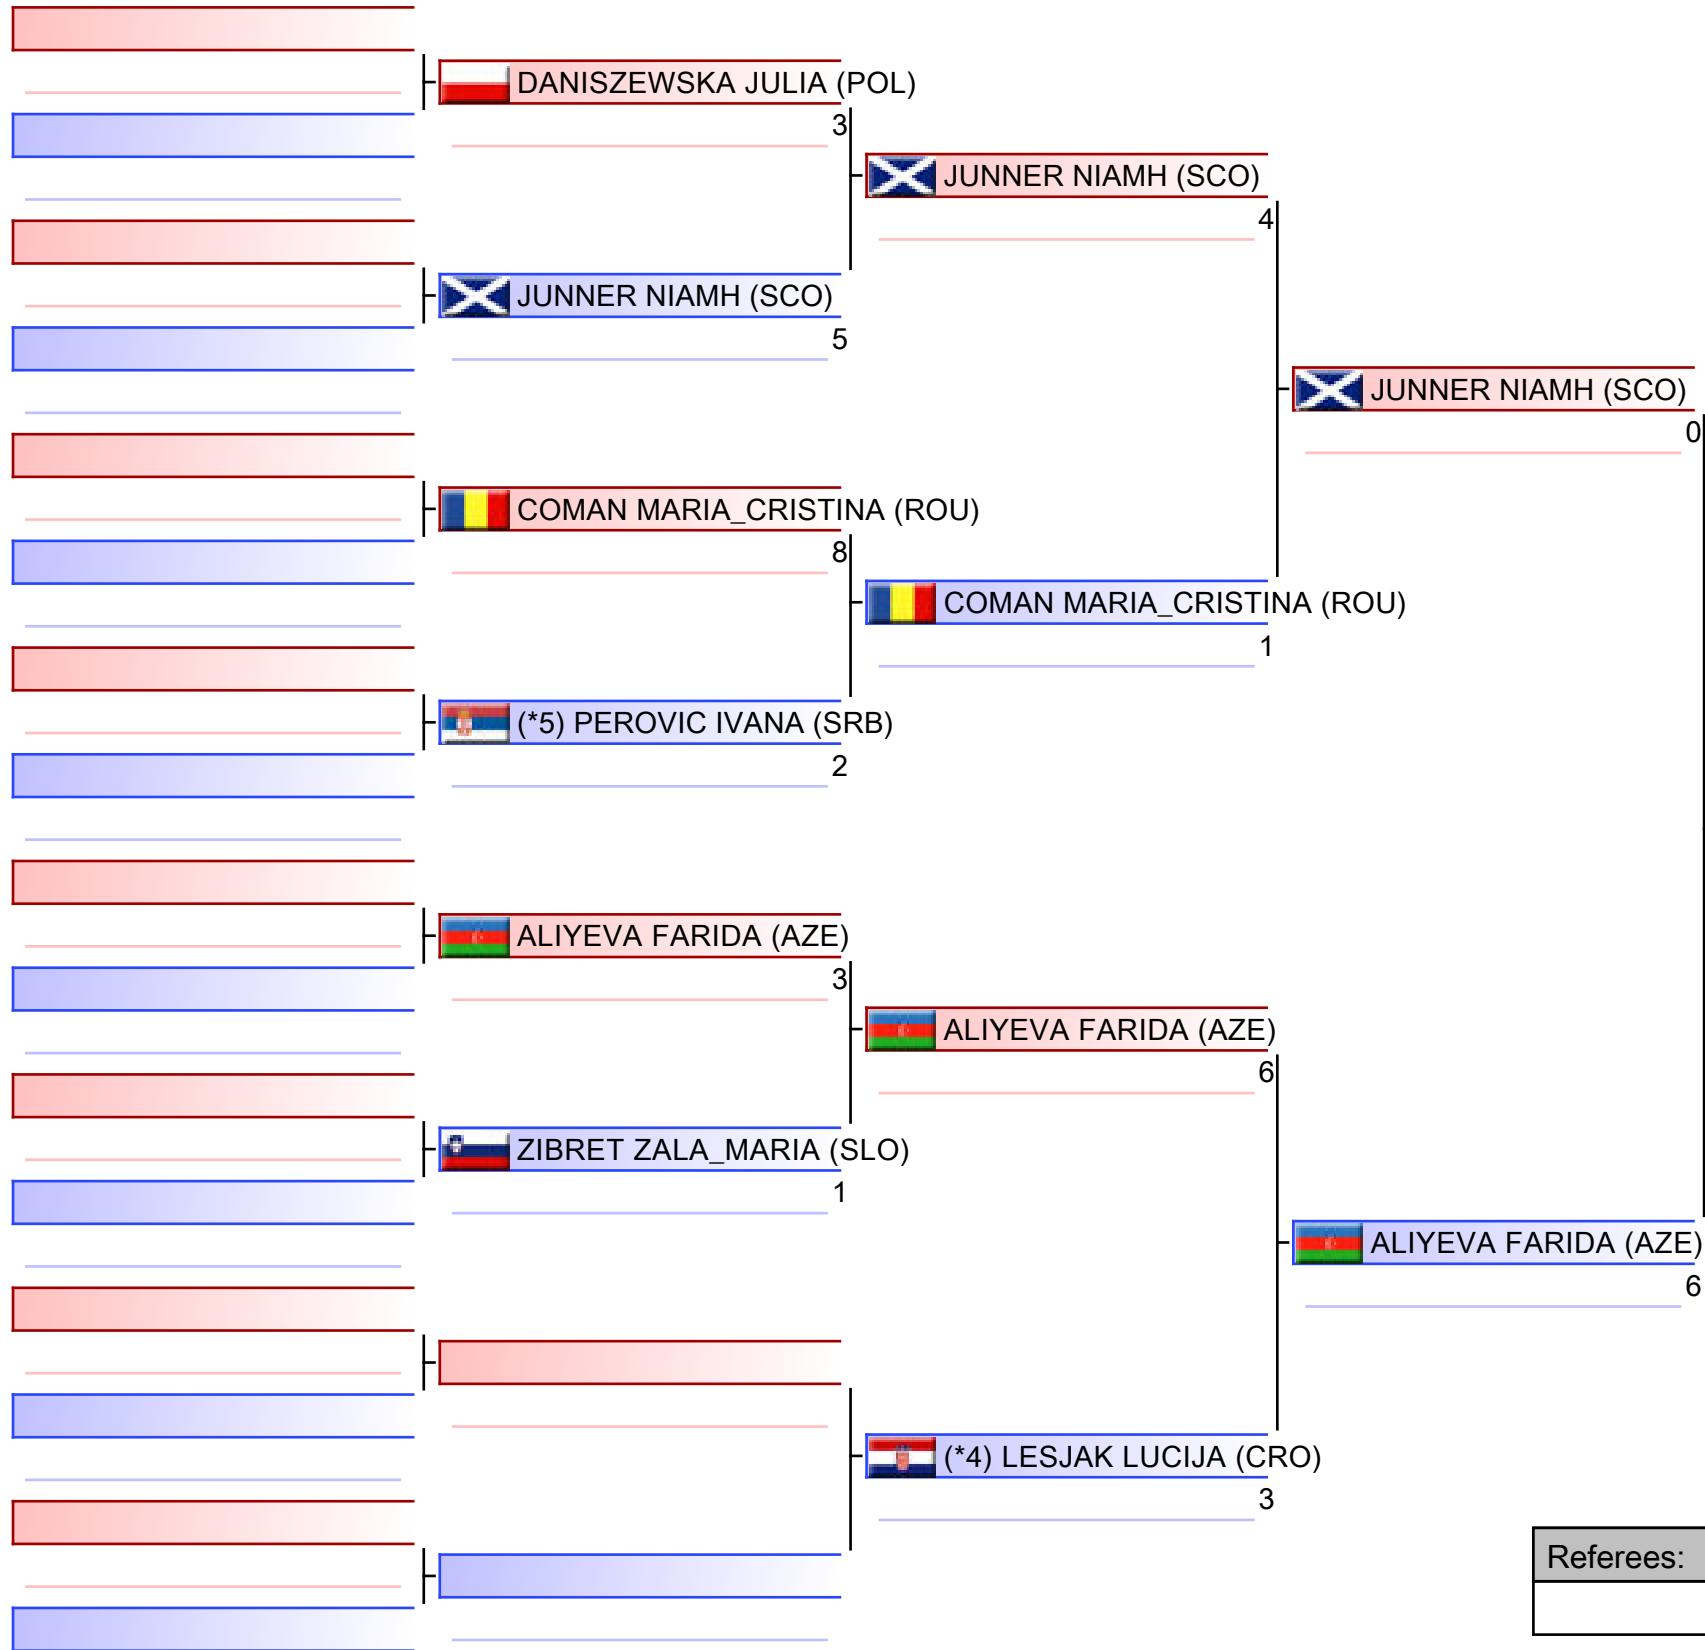 DANISZEWSKA JULIA (POL)
3
JUNNER NIAMH (SCO)
4
JUNNER NIAMH (SCO)
5
JUNNER NIAMH (SCO)
0
COMAN MARIA_CRISTINA (ROU)
8
COMAN MARIA_CRISTINA (ROU)
1
(*5) PEROVIC IVANA (SRB)
2
ALIYEVA FARIDA (AZE)
3
ALIYEVA FARIDA (AZE)
6
ZIBRET ZALA_MARIA (SLO)
1
ALIYEVA FARIDA (AZE)
6
(*4) LESJAK LUCIJA (CRO)
3
Referees: